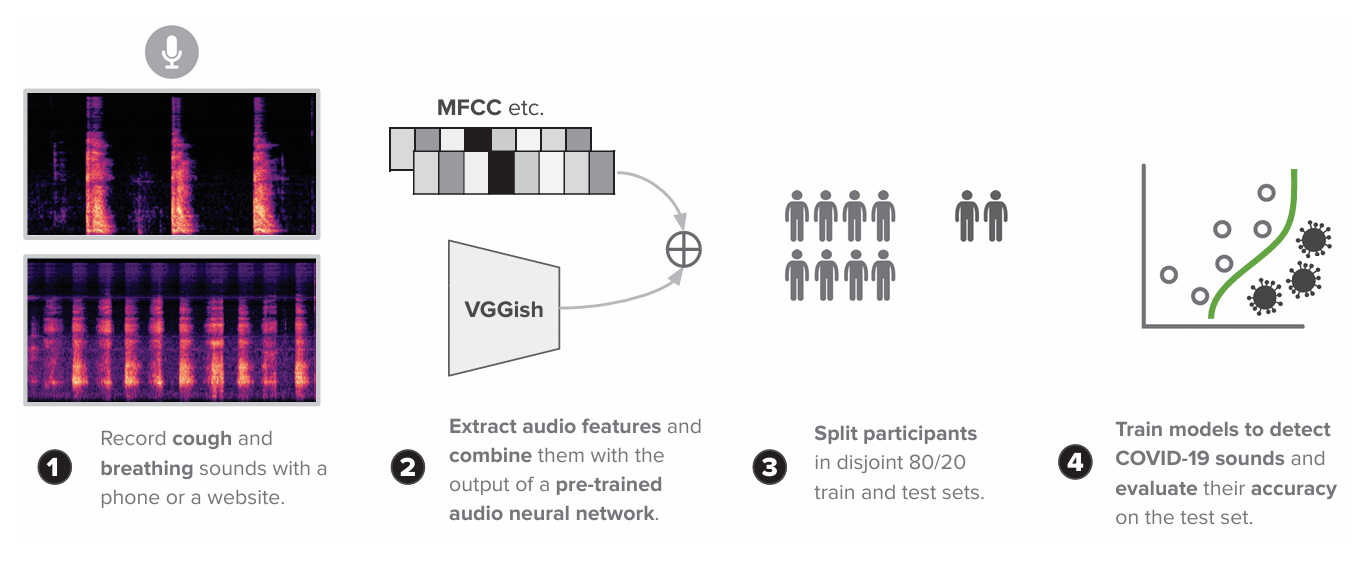 MFCC etc.
VGGish
1
Record cough and
breathing sounds with a
phone or a website.
2
Extract audio features and
combine them with the
output of a pre-trained
audio neural network.
3
Split participants
in disjoint 80/20
train and test sets.
4
Train models to detect
COVID-19 sounds and
evaluate their accuracy
on the test set.